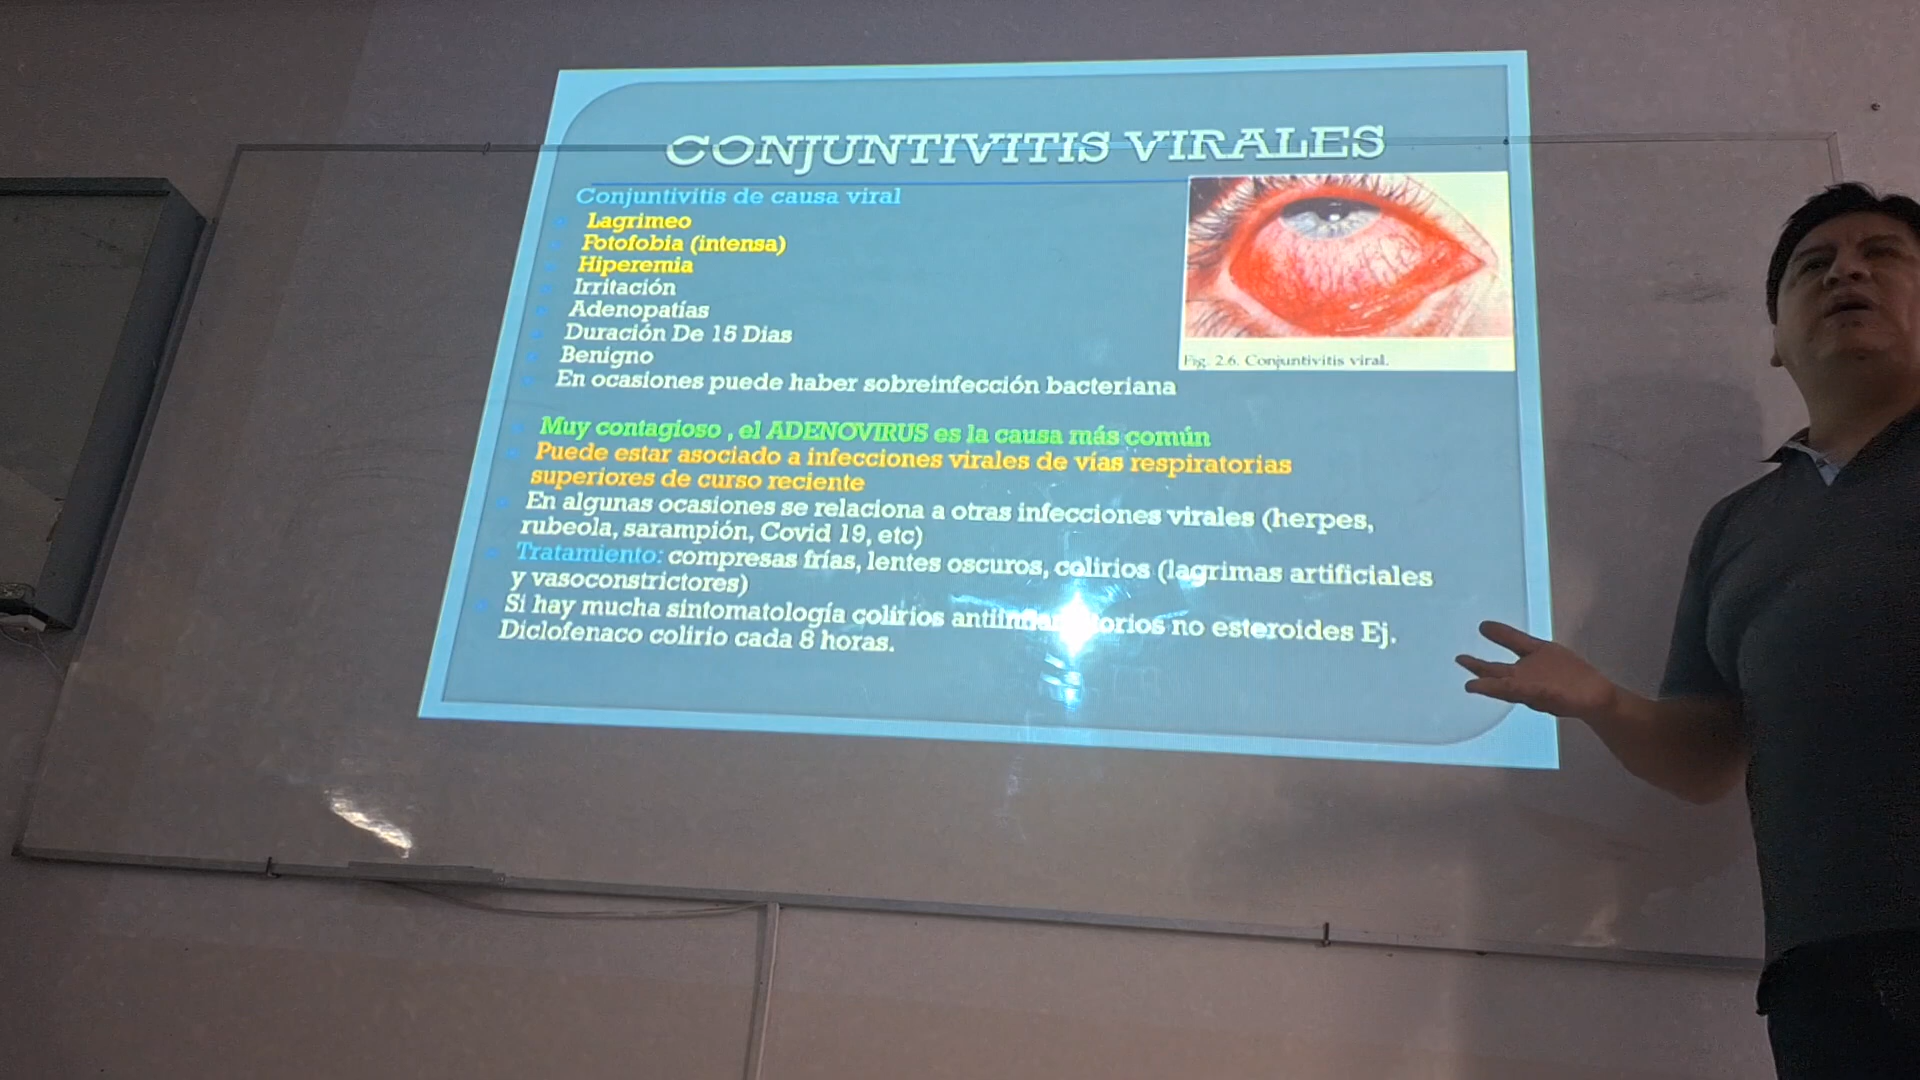 CONJUNTIVITIS VIRALES
Conjuntivitis de causa viral
Lagrimeo
Fotofobia (intensa)
Hiperemia
Irritación
Adenopatías
Duración De 15 Dias
Benigno
En ocasiones puede haber sobreinfección bacteriana
Fig. 2.6. Conjuntivitis viral.
Muy contagioso , el ADENOVIRUS es la causa más común
Puede estar asociado a infecciones virales de vías respiratorias
superiores de curso reciente
En algunas ocasiones se relaciona a otras infecciones virales (herpes,
rubeola, sarampión, Covid 19, etc)
Tratamiento: compresas frías, lentes oscuros, colirios (lagrimas artificiales
y vasoconstrictores)
Si hay mucha sintomatología colirios no esteroides Ej.
Diclofenaco colirio cada 8 horas.